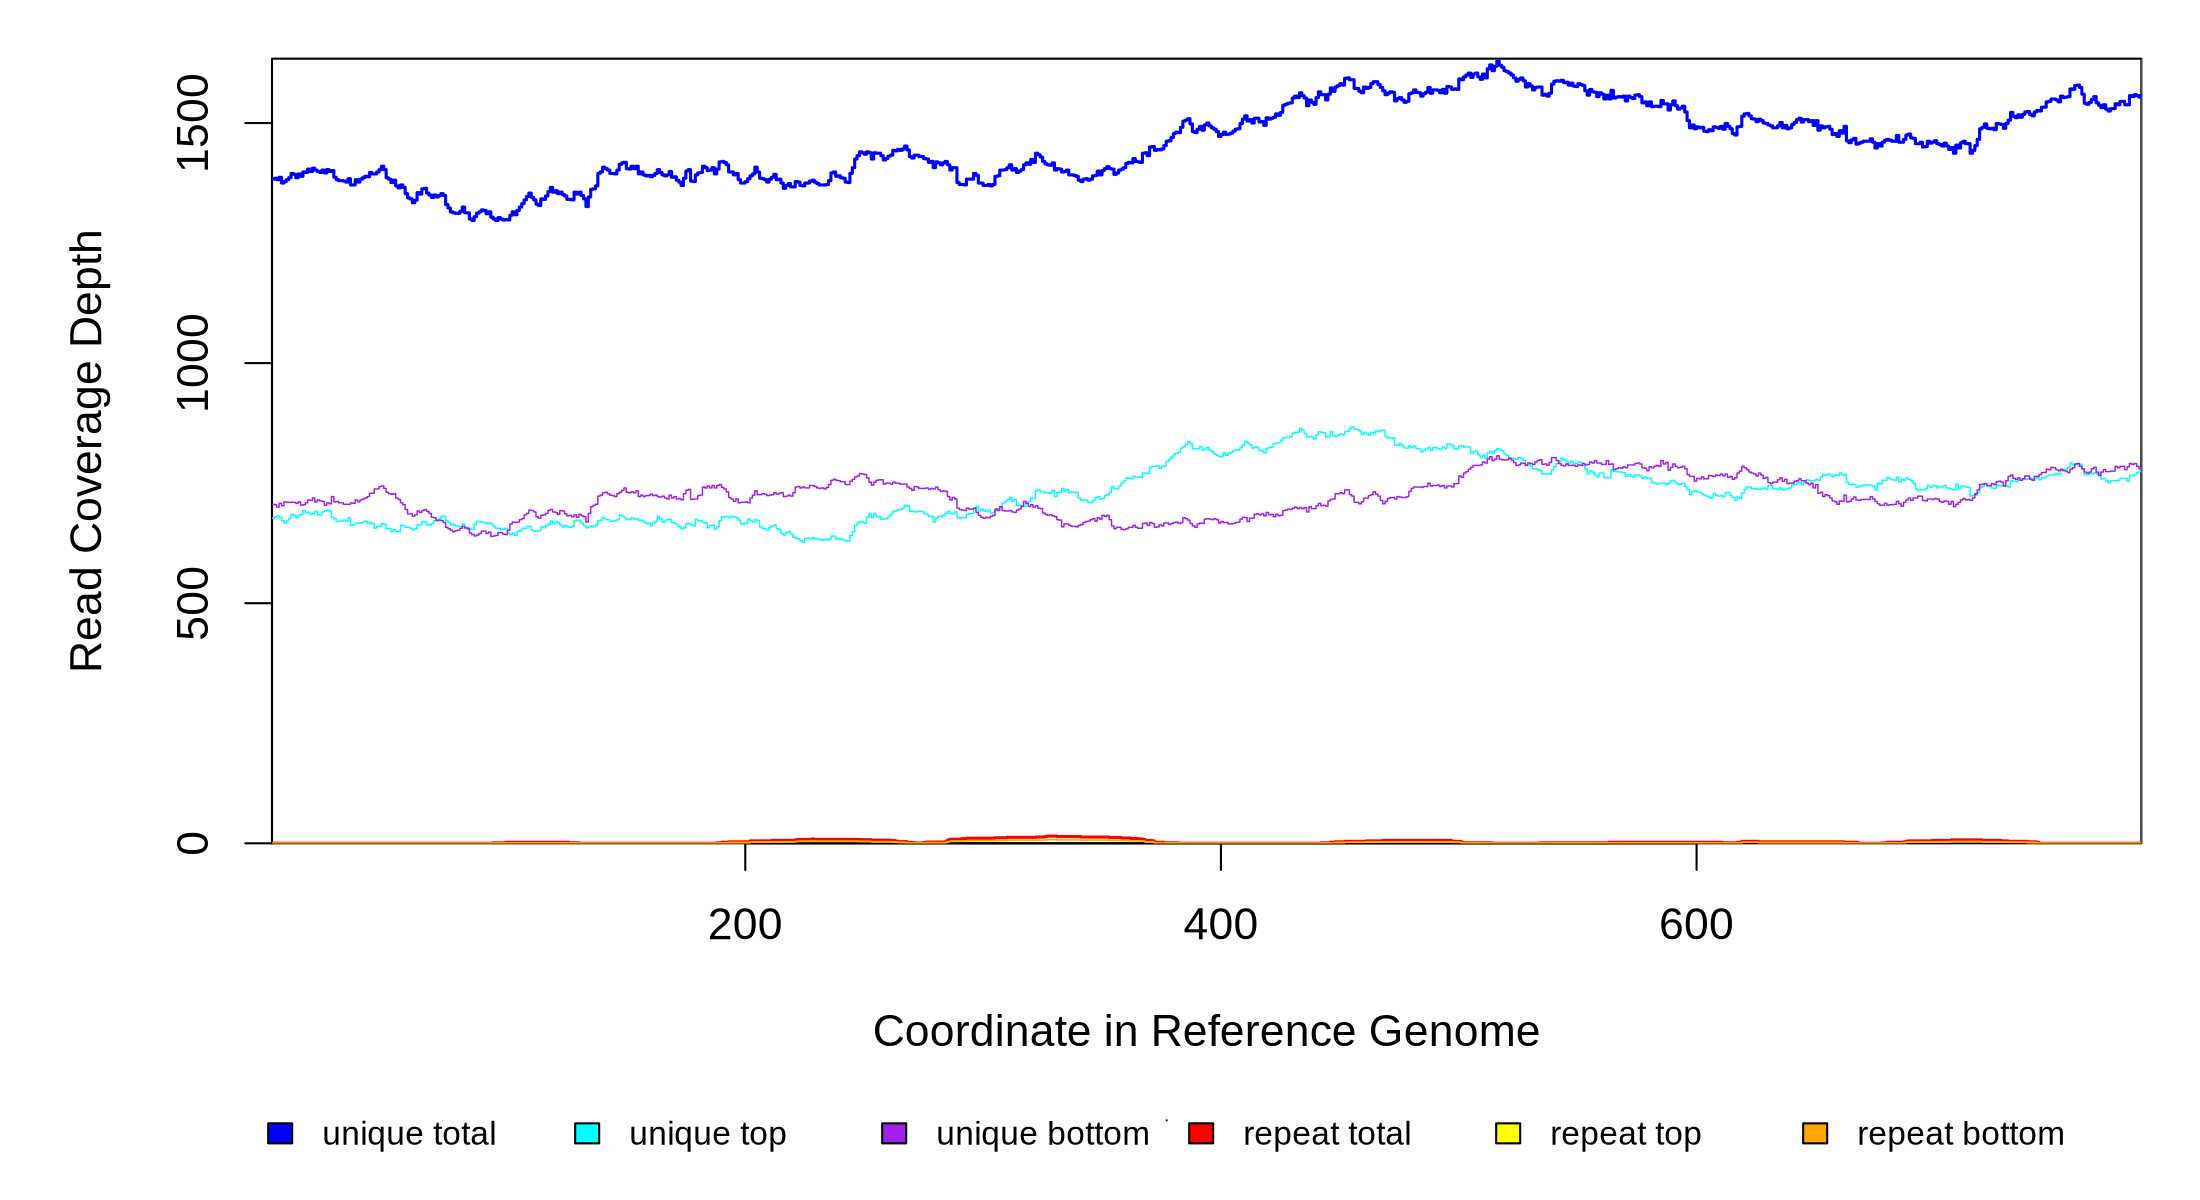 Read Coverage Depth
1500
1000
500
0
200 400 600
Coordinate in Reference Genome
unique total unique top unique bottom repeat total repeat top repeat bottom